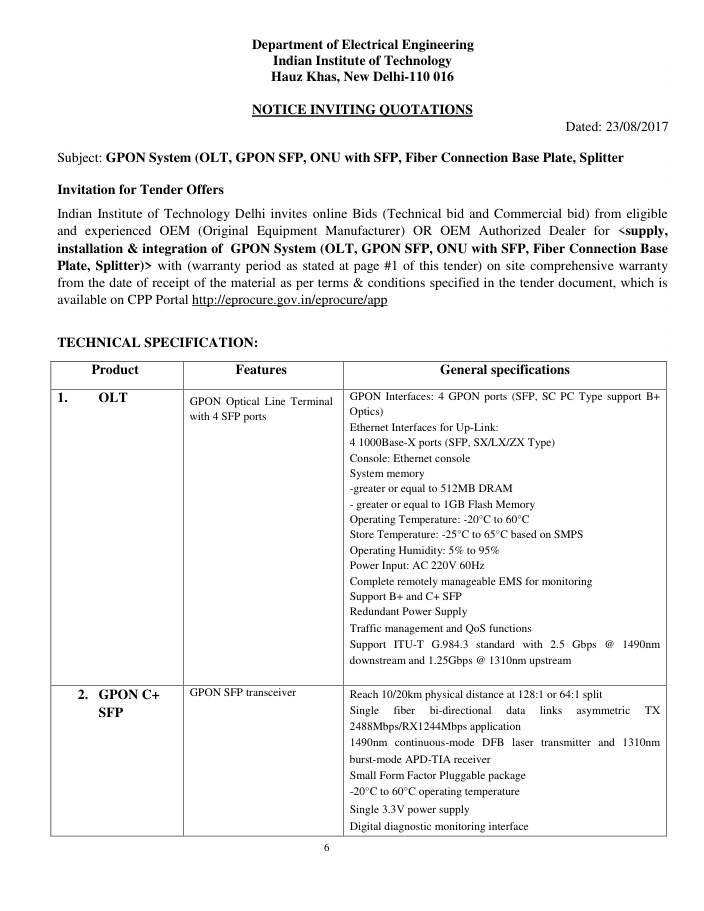 Department of Electrical Engineering
Indian Institute of Technology
Hauz Khas, New Delhi-110 016
NOTICE INVITING QUOTATIONS
Dated: 23/08/2017
Subject: GPON System (OLT, GPON SFP, ONU with SFP, Fiber Connection Base Plate, Splitter
Invitation for Tender Offers
Indian Institute of Technology Delhi invites online Bids (Technical bid and Commercial bid) from eligible
and experienced OEM (Original Equipment Manufacturer) OR OEM Authorized Dealer for <supply,
installation & integration of GPON System (OLT, GPON SFP, ONU with SFP, Fiber Connection Base
Plate, Splitter)> with (warranty period as stated at page #1 of this tender) on site comprehensive warranty
from the date of receipt of the material as per terms & conditions specified in the tender document, which is
available on CPP Portal http://eprocure.gov.in/eprocure/app
TECHNICAL SPECIFICATION:
Product Features General specifications
1. OLT
GPON Optical Line Terminal
with 4 SFP ports
GPON Interfaces: 4 GPON ports (SFP, SC PC Type support B+
Optics)
Ethernet Interfaces for Up-Link:
4 1000Base-X ports (SFP, SX/LX/ZX Type)
Console: Ethernet console
System memory
-greater or equal to 512MB DRAM
- greater or equal to 1GB Flash Memory
Operating Temperature: -20°C to 60°C
Store Temperature: -25°C to 65°C based on SMPS
Operating Humidity: 5% to 95%
Power Input: AC 220V 60Hz
Complete remotely manageable EMS for monitoring
Support B+ and C+ SFP
Redundant Power Supply
Traffic management and QoS functions
Support ITU-T G.984.3 standard with 2.5 Gbps @ 1490nm
downstream and 1.25Gbps @ 1310nm upstream
2. GPON C+
SFP
GPON SFP transceiver
Reach 10/20km physical distance at 128:1 or 64:1 split
Single fiber bi-directional data links asymmetric TX
2488Mbps/RX1244Mbps application
1490nm continuous-mode DFB laser transmitter and 1310nm
burst-mode APD-TIA receiver
Small Form Factor Pluggable package
-20°C to 60°C operating temperature
Single 3.3V power supply
Digital diagnostic monitoring interface
6